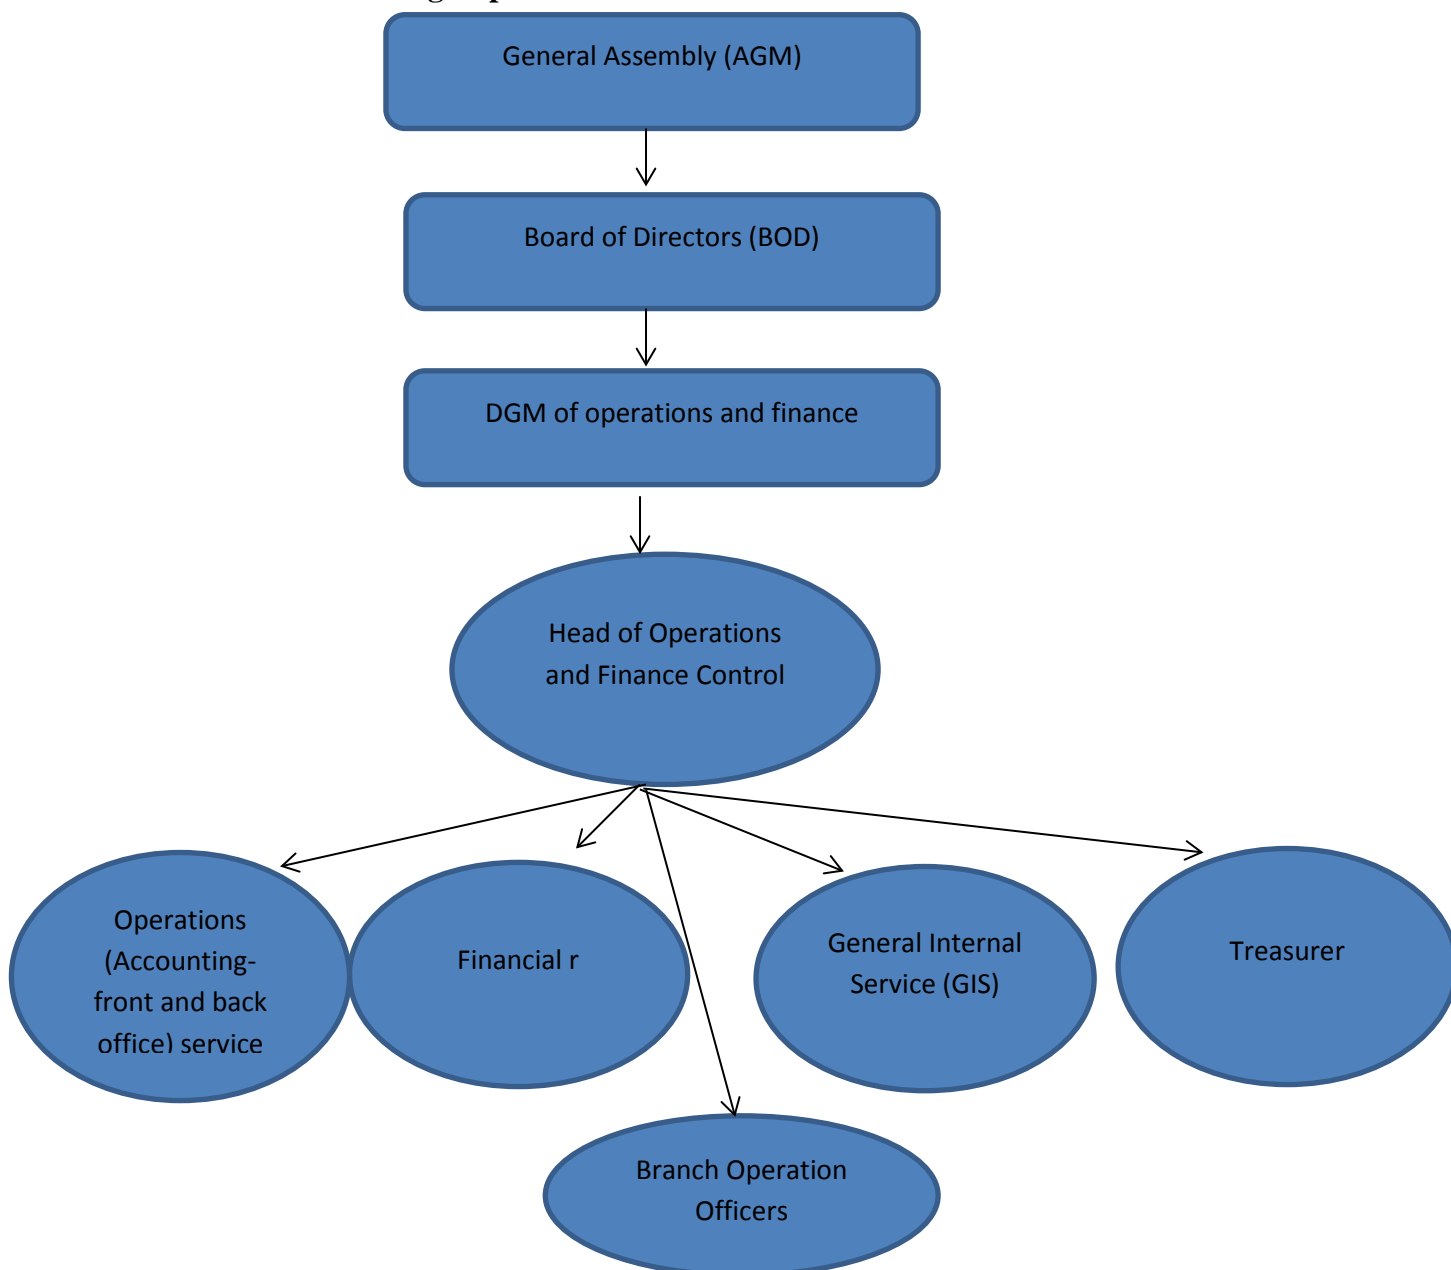 General Assembly (AGM)
Board of Directors (BOD)
DGM of operations and finance
Head of Operations
and Finance Control
Operations
(Accounting-
front and back
office) service
Financial r
General Internal
Service (GIS)
Treasurer
Branch Operation
Officers